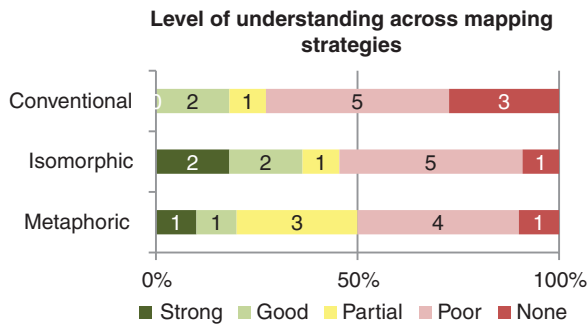 Level of understanding across mapping
strategies
Conventional 0 2 1 5 3
Isomorphic 2 2 1 5 1
Metaphoric 1 1 3 4 1
0% 50% 100%
Strong Good Partial Poor None